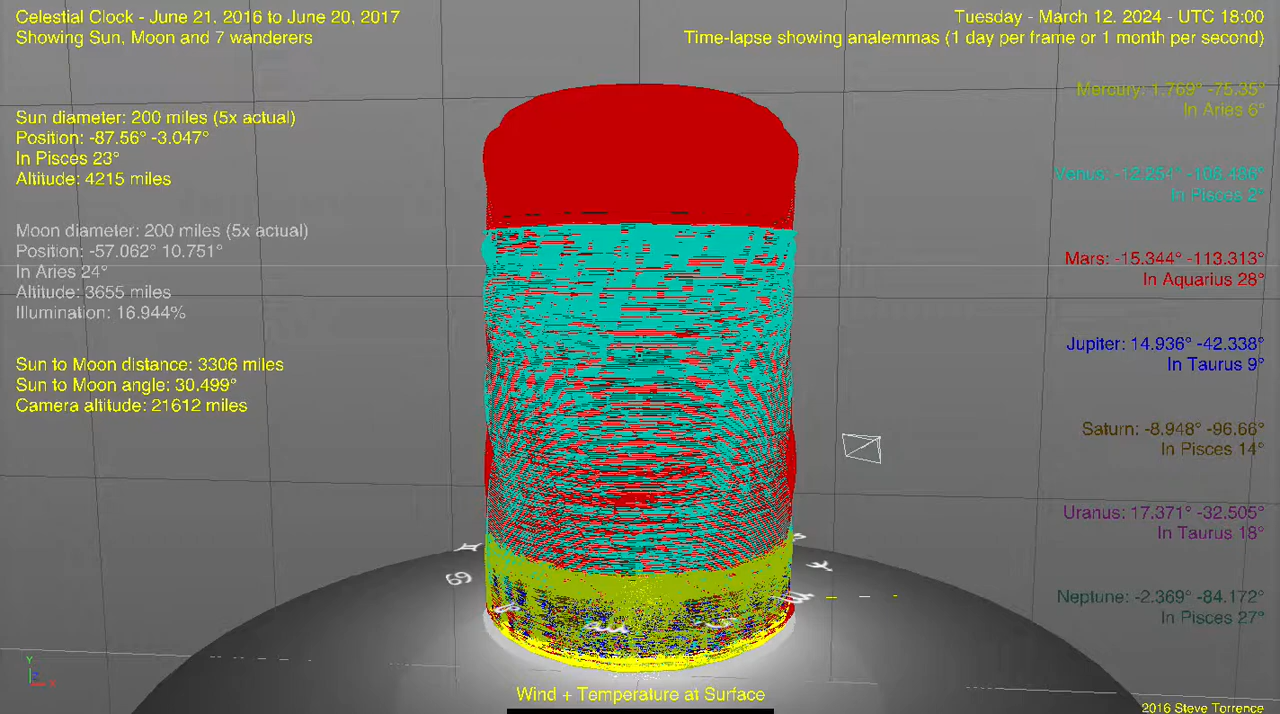 Celestial Clock - June 21, 2016 to June 20, 2017
Showing Sun, Moon and 7 wanderers
Tuesday - March 12, 2024 - UTC 18:00
Time-lapse showing analemmas (1 day per frame or 1 month per second)
Sun diameter: 200 miles (5x actual)
Position: -87.56° -3.047°
In Pisces 23°
Altitude: 4215 miles
Moon diameter: 200 miles (5x actual)
Position: -57.062° 10.751°
In Aries 24°
Altitude: 3655 miles
Illumination: 16.944%
Sun to Moon distance: 3306 miles
Sun to Moon angle: 30.499°
Camera altitude: 21612 miles
Mercury: 1.769° -75.35°
In Aries 6°
Venus: -12.254° -108.486°
In Pisces 2°
Mars: -15.344° -113.313°
In Aquarius 28°
Jupiter: 14.936° -42.338°
In Taurus 9°
Saturn: -8.948° -96.66°
In Pisces 14°
Uranus: 17.371° -32.505°
In Taurus 18°
Neptune: -2.369° -84.172°
In Pisces 27°
♋
Y
X
Wind + Temperature at Surface
2016 Steve Torrence